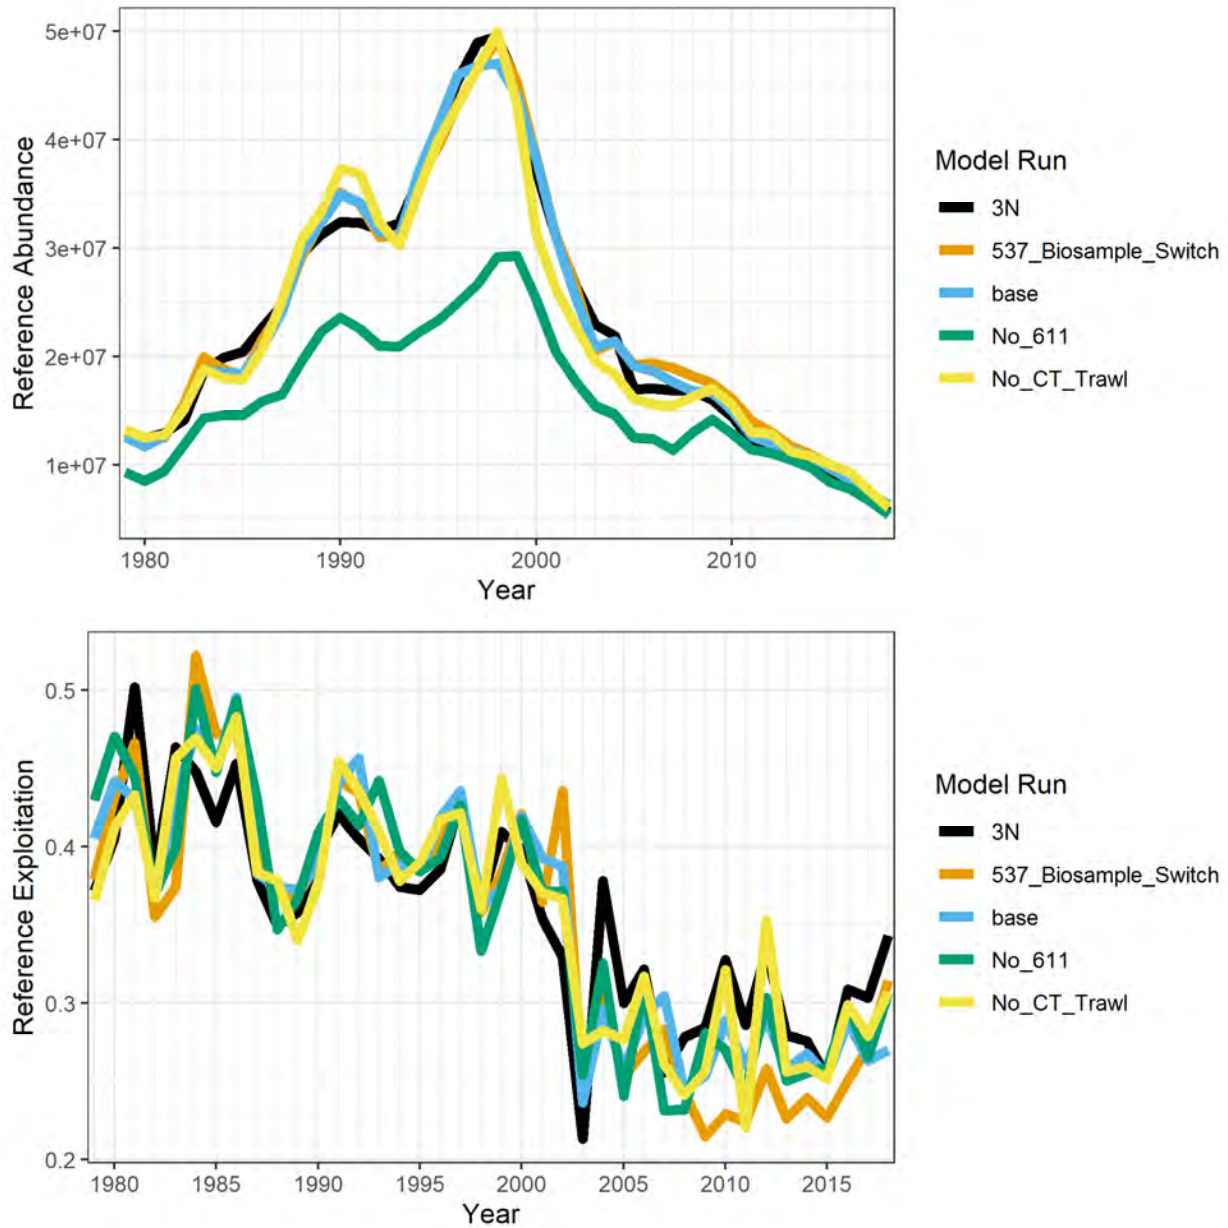 5e+07
4e+07
3e+07
2e+07
1e+07
Reference Abundance
1980 1990 2000 2010
Year
Model Run
3N
537_Biosample_Switch
base
No_611
No_CT_Trawl
0.5
0.4
0.3
0.2
Reference Exploitation
1980 1985 1990 1995 2000 2005 2010 2015
Year
Model Run
3N
537_Biosample_Switch
base
No_611
No_CT_Trawl